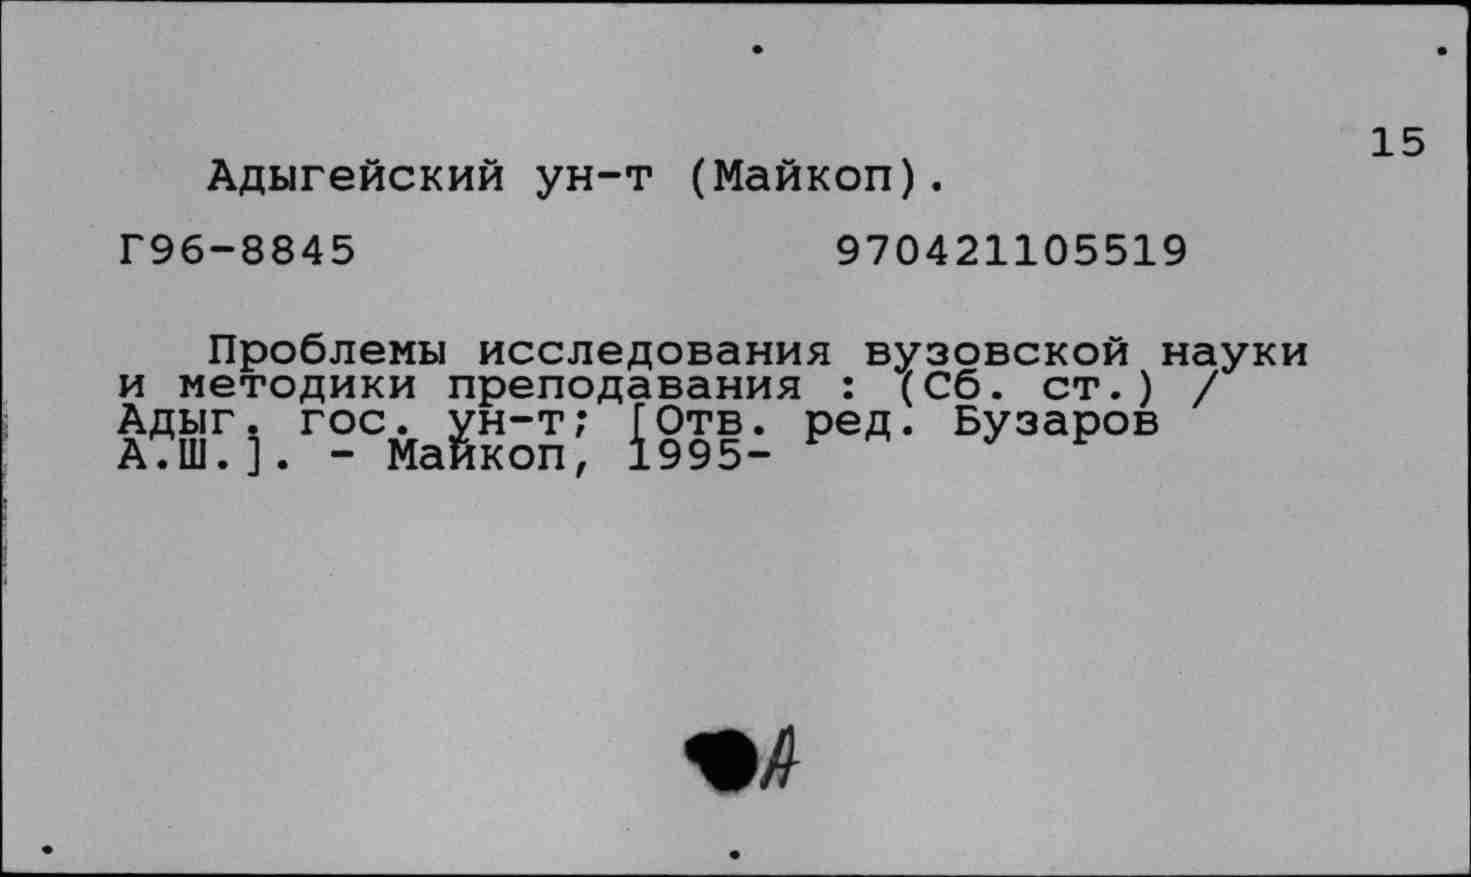 15
Адыгейский ун-т (Майкоп).
Г96-8845 970421105519
Проблемы исследования вузовской науки
и методики преподавания : (Сб. ст.) /
Адыг. гос. ун-т; [Отв. ред. Бузаров
А.Ш.]. - Майкоп, 1995-
А